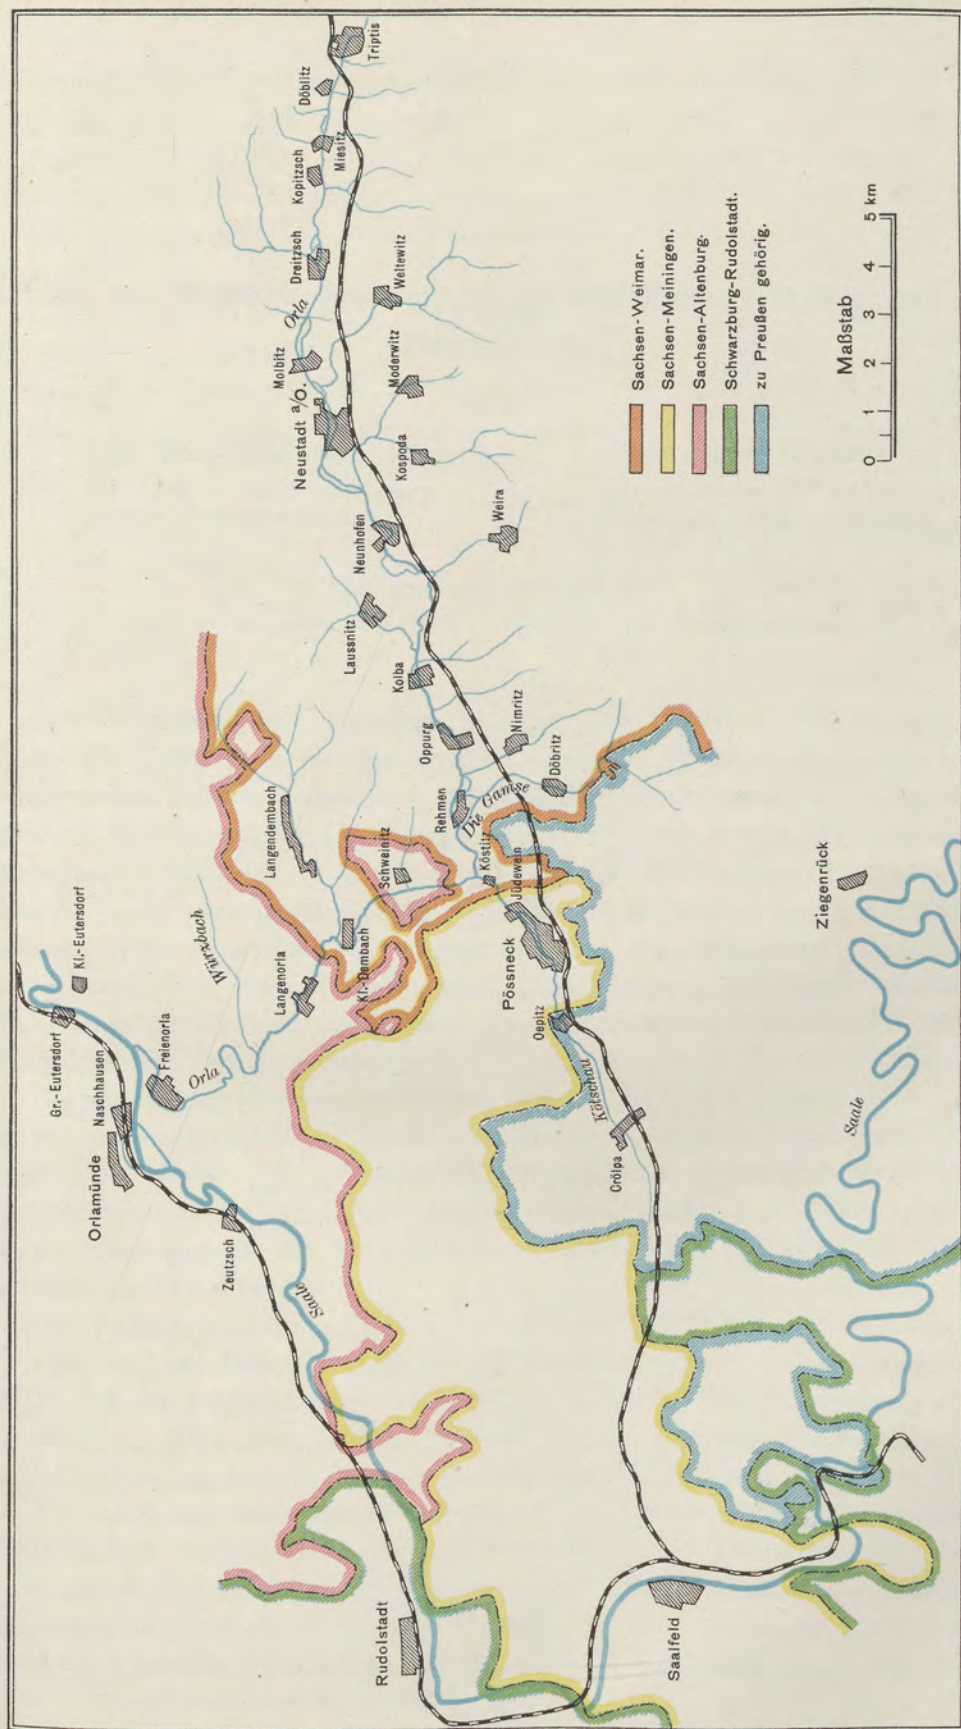 Triptis
Döblitz
Miesitz
Kopitzsch
Dreitzsch
Orla
Weltewitz
Molbitz
Moderwitz
Neustadt a/O.
Kospoda
Neunhofen
Weira
Laussnitz
Kolba
Oppurg
Nimritz
Döbritz
Rehmen
Die Gamse
Köstitz
Jüdewein
Pössneck
Oepitz
Kötschau
Crölpa
Langendembach
Schweinitz
Kl.-Dembach
Langenorla
Würzbach
Orla
Freienorla
Kl.-Eutersdorf
Gr.-Eutersdorf
Naschhausen
Orlamünde
Zeutzsch
Saale
Rudolstadt
Saalfeld
Saale
Ziegenrück
Sachsen-Weimar.
Sachsen-Meiningen.
Sachsen-Altenburg.
Schwarzburg-Rudolstadt.
zu Preußen gehörig.
Maßstab
0 1 2 3 4 5 km